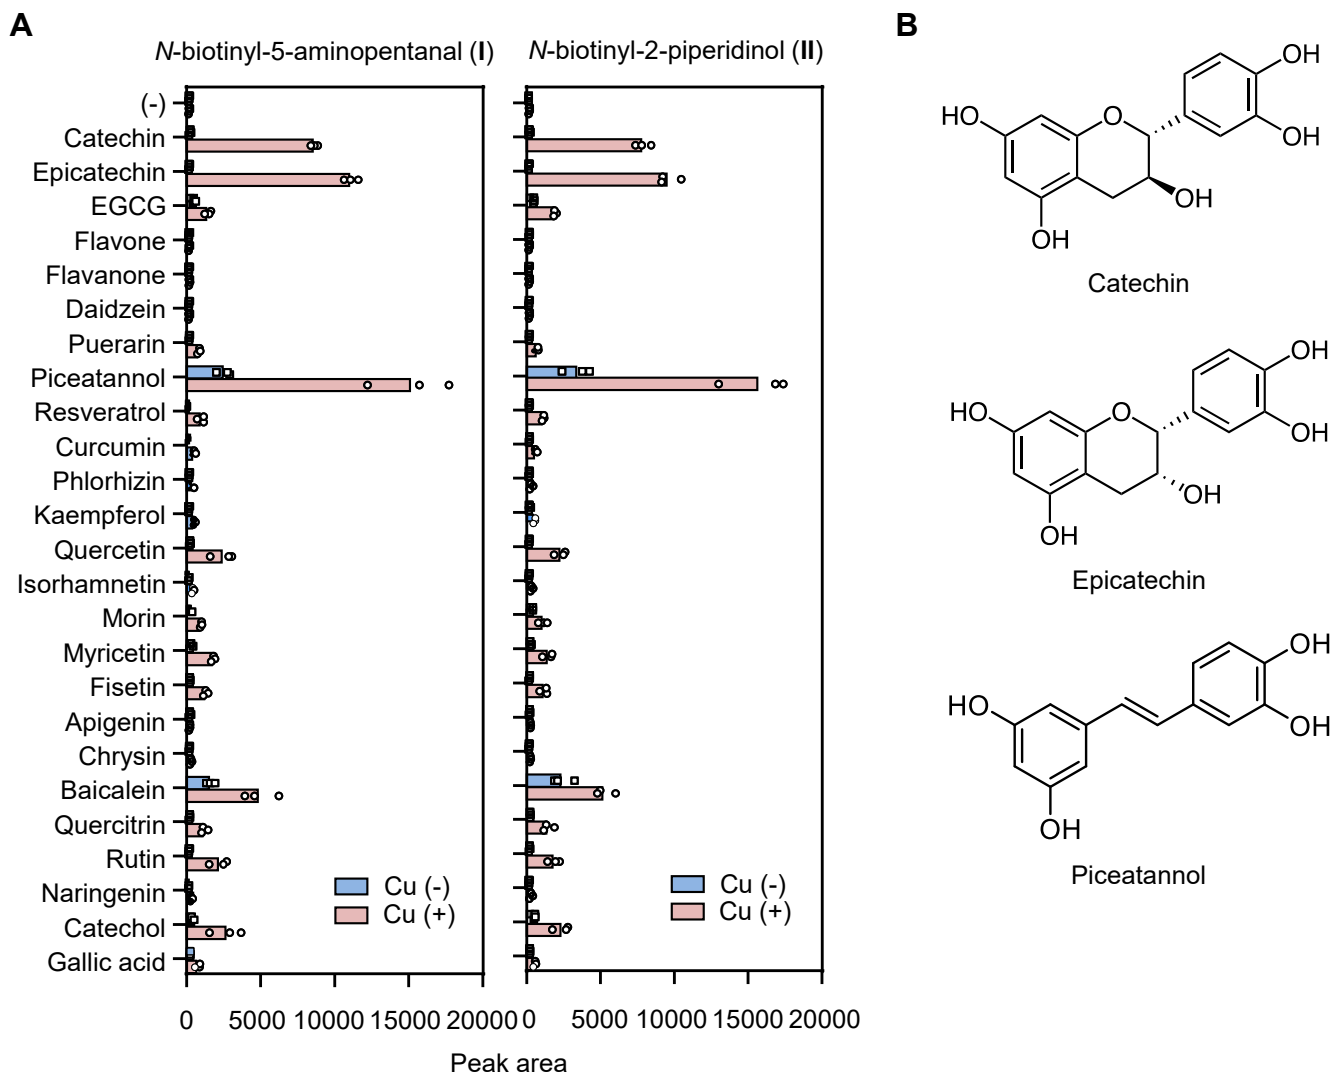 A
B
N-biotinyl-5-aminopentanal (I)
N-biotinyl-2-piperidinol (II)
(-)
Catechin
Epicatechin
EGCG
Flavone
Flavanone
Daidzein
Puerarin
Piceatannol
Resveratrol
Curcumin
Phlorhizin
Kaempferol
Quercetin
Isorhamnetin
Morin
Myricetin
Fisetin
Apigenin
Chrysin
Baicalein
Quercitrin
Rutin
Naringenin
Catechol
Gallic acid
Cu (-)
Cu (+)
Cu (-)
Cu (+)
0 5000 10000 15000 20000
0 5000 10000 15000 20000
Peak area
OH
HO
O
OH
OH
OH
Catechin
OH
HO
O
OH
OH
OH
Epicatechin
OH
HO
OH
OH
Piceatannol